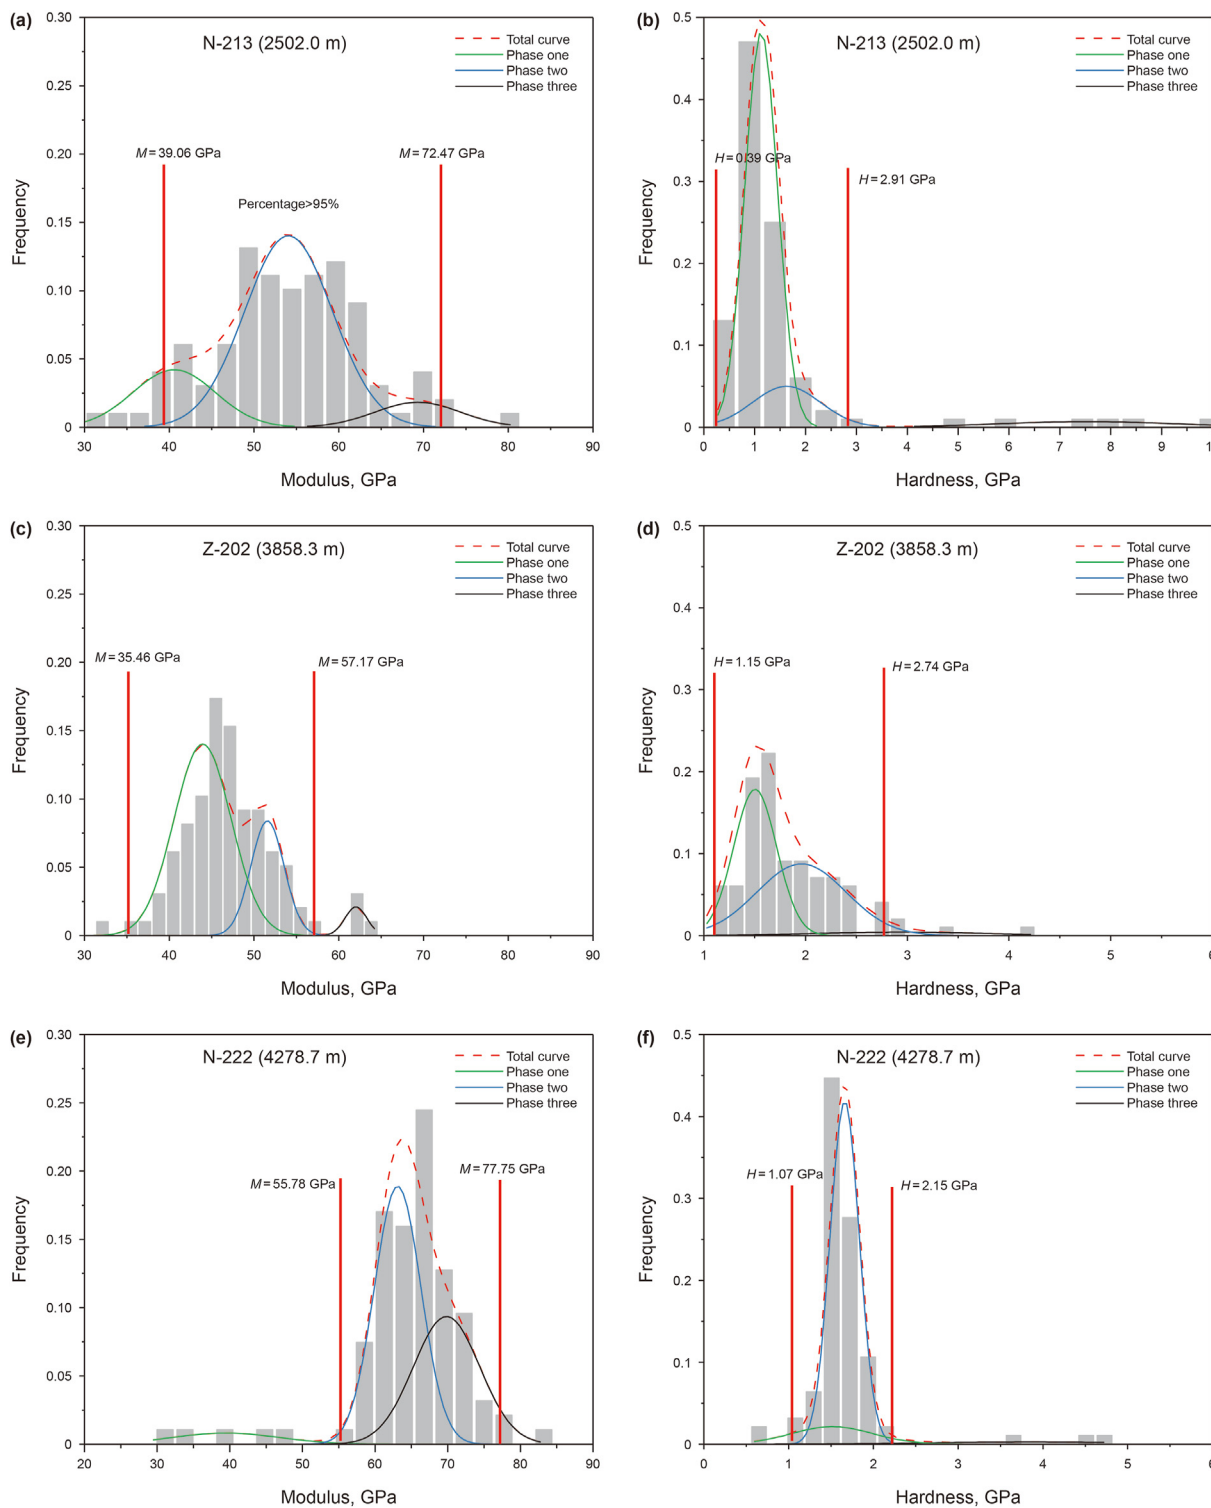 (a)
N-213 (2502.0 m)
Total curve
Phase one
Phase two
Phase three
M = 39.06 GPa
M = 72.47 GPa
Percentage>95%
0.30
0.25
0.20
0.15
0.10
0.05
0
Frequency
30 40 50 60 70 80 90
Modulus, GPa
(b)
N-213 (2502.0 m)
Total curve
Phase one
Phase two
Phase three
H = 0.39 GPa
H = 2.91 GPa
0.5
0.4
0.3
0.2
0.1
0
Frequency
0 1 2 3 4 5 6 7 8 9
Hardness, GPa
(c)
Z-202 (3858.3 m)
Total curve
Phase one
Phase two
Phase three
M = 35.46 GPa
M = 57.17 GPa
0.30
0.25
0.20
0.15
0.10
0.05
0
Frequency
30 40 50 60 70 80 90
Modulus, GPa
(d)
Z-202 (3858.3 m)
Total curve
Phase one
Phase two
Phase three
H = 1.15 GPa
H = 2.74 GPa
0.5
0.4
0.3
0.2
0.1
0
Frequency
1 2 3 4 5 6
Hardness, GPa
(e)
N-222 (4278.7 m)
Total curve
Phase one
Phase two
Phase three
M = 55.78 GPa
M = 77.75 GPa
0.30
0.25
0.20
0.15
0.10
0.05
0
Frequency
20 30 40 50 60 70 80 90
Modulus, GPa
(f)
N-222 (4278.7 m)
Total curve
Phase one
Phase two
Phase three
H = 1.07 GPa
H = 2.15 GPa
0.5
0.4
0.3
0.2
0.1
0
Frequency
0 1 2 3 4 5 6
Hardness, GPa